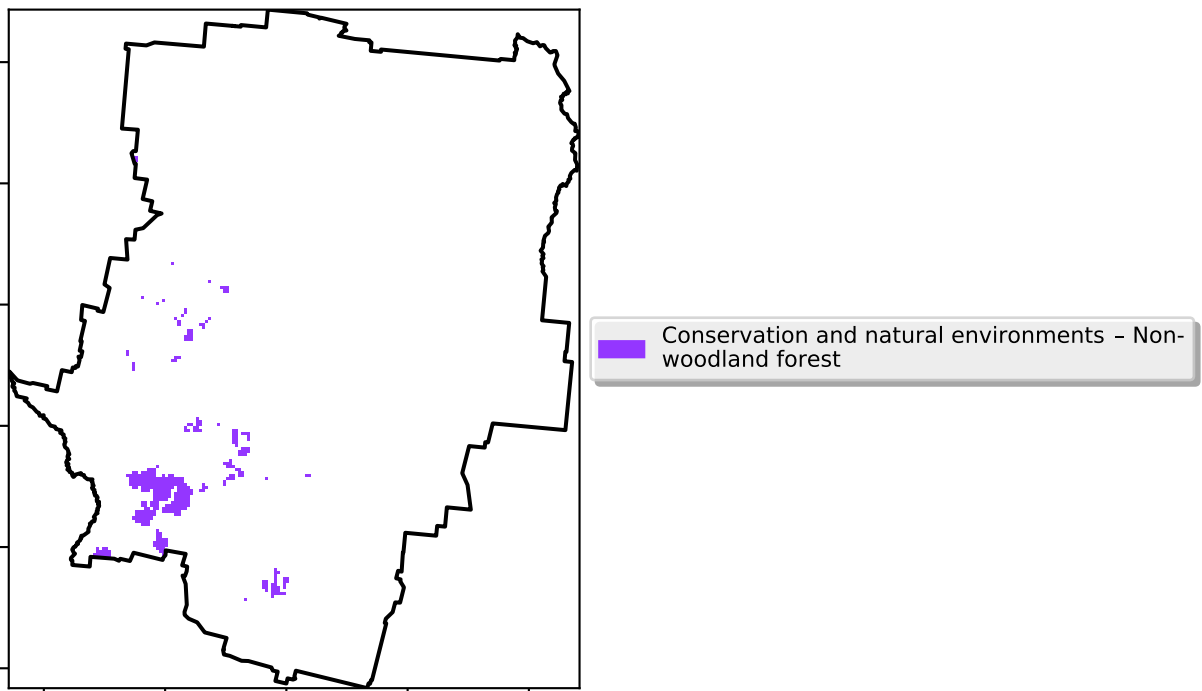 Conservation and natural environments – Non-
woodland forest